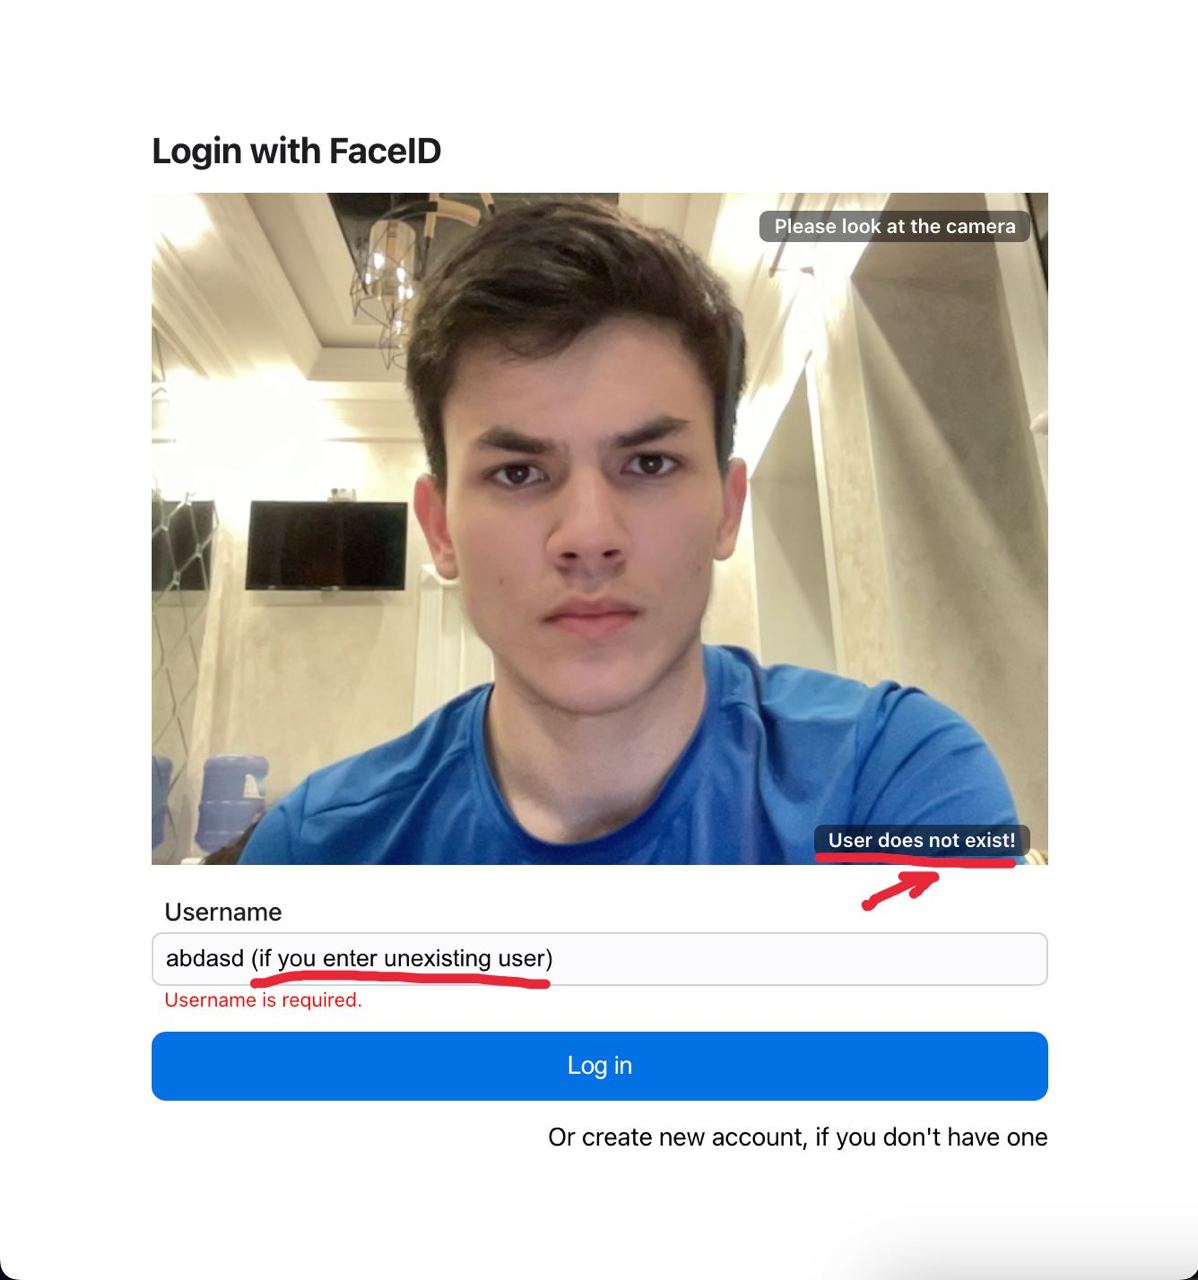 Login with FaceID
Please look at the camera
User does not exist!
Username
abdasd (if you enter unexisting user)
Username is required.
Log in
Or create new account, if you don't have one